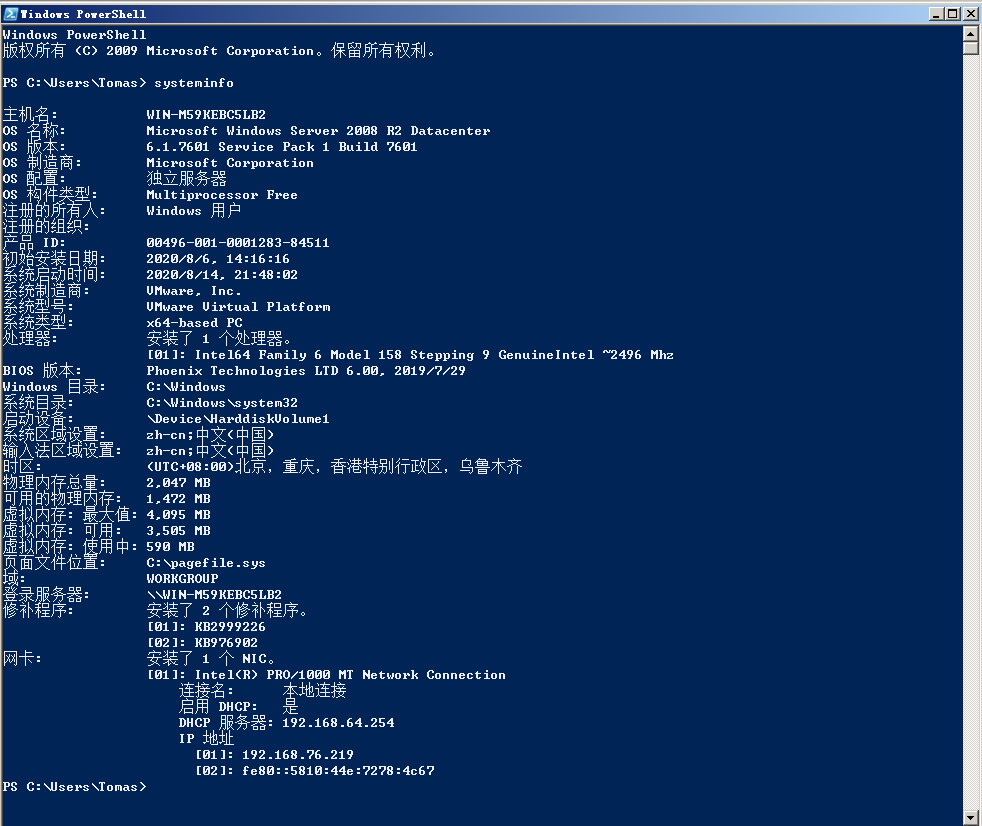 Windows PowerShell
Windows PowerShell
版权所有 (C) 2009 Microsoft Corporation。保留所有权利。
PS C:\Users\Tomas> systeminfo
主机名: WIN-M59KEBC5LB2
OS 名称: Microsoft Windows Server 2008 R2 Datacenter
OS 版本: 6.1.7601 Service Pack 1 Build 7601
OS 制造商: Microsoft Corporation
OS 配置: 独立服务器
OS 构件类型: Multiprocessor Free
注册的所有人: Windows 用户
注册的组织:
产品 ID: 00496-001-0001283-84511
初始安装日期: 2020/8/6, 14:16:16
系统启动时间: 2020/8/14, 21:48:02
系统制造商: VMware, Inc.
系统型号: VMware Virtual Platform
系统类型: x64-based PC
处理器: 安装了 1 个处理器。
[01]: Intel64 Family 6 Model 158 Stepping 9 GenuineIntel ~2496 Mhz
BIOS 版本: Phoenix Technologies LTD 6.00, 2019/7/29
Windows 目录: C:\Windows
系统目录: C:\Windows\system32
启动设备: \Device\HarddiskVolume1
系统区域设置: zh-cn;中文(中国)
输入法区域设置: zh-cn;中文(中国)
时区: (UTC+08:00)北京，重庆，香港特别行政区，乌鲁木齐
物理内存总量: 2,047 MB
可用的物理内存: 1,472 MB
虚拟内存: 最大值: 4,095 MB
虚拟内存: 可用: 3,505 MB
虚拟内存: 使用中: 590 MB
页面文件位置: C:\pagefile.sys
域: WORKGROUP
登录服务器: \\WIN-M59KEBC5LB2
修补程序: 安装了 2 个修补程序。
[01]: KB2999226
[02]: KB976902
网卡: 安装了 1 个 NIC。
[01]: Intel(R) PRO/1000 MT Network Connection
连接名: 本地连接
启用 DHCP: 是
DHCP 服务器: 192.168.64.254
IP 地址
[01]: 192.168.76.219
[02]: fe80::5810:44e:7278:4c67
PS C:\Users\Tomas>